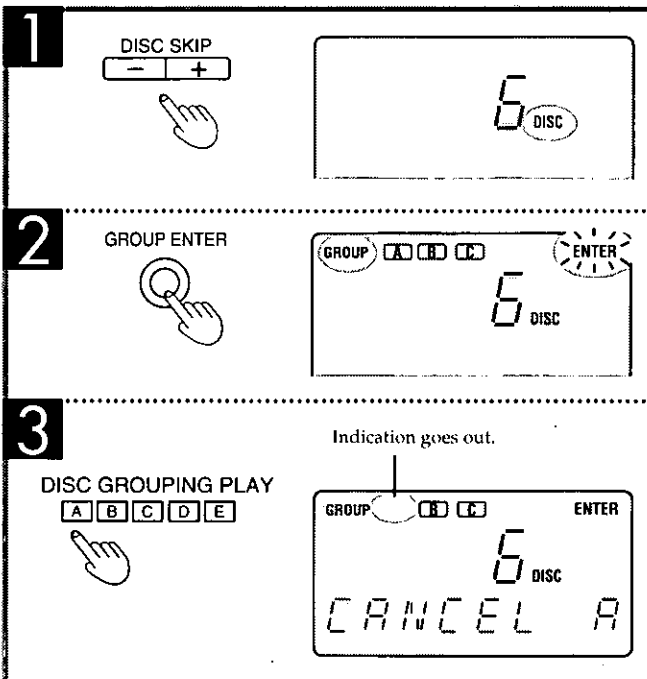 1
DISC SKIP
− +
6 DISC
2
GROUP ENTER
GROUP A B C ENTER
6 DISC
3
Indication goes out.
DISC GROUPING PLAY
A B C D E
GROUP B C ENTER
6 DISC
CANCEL A